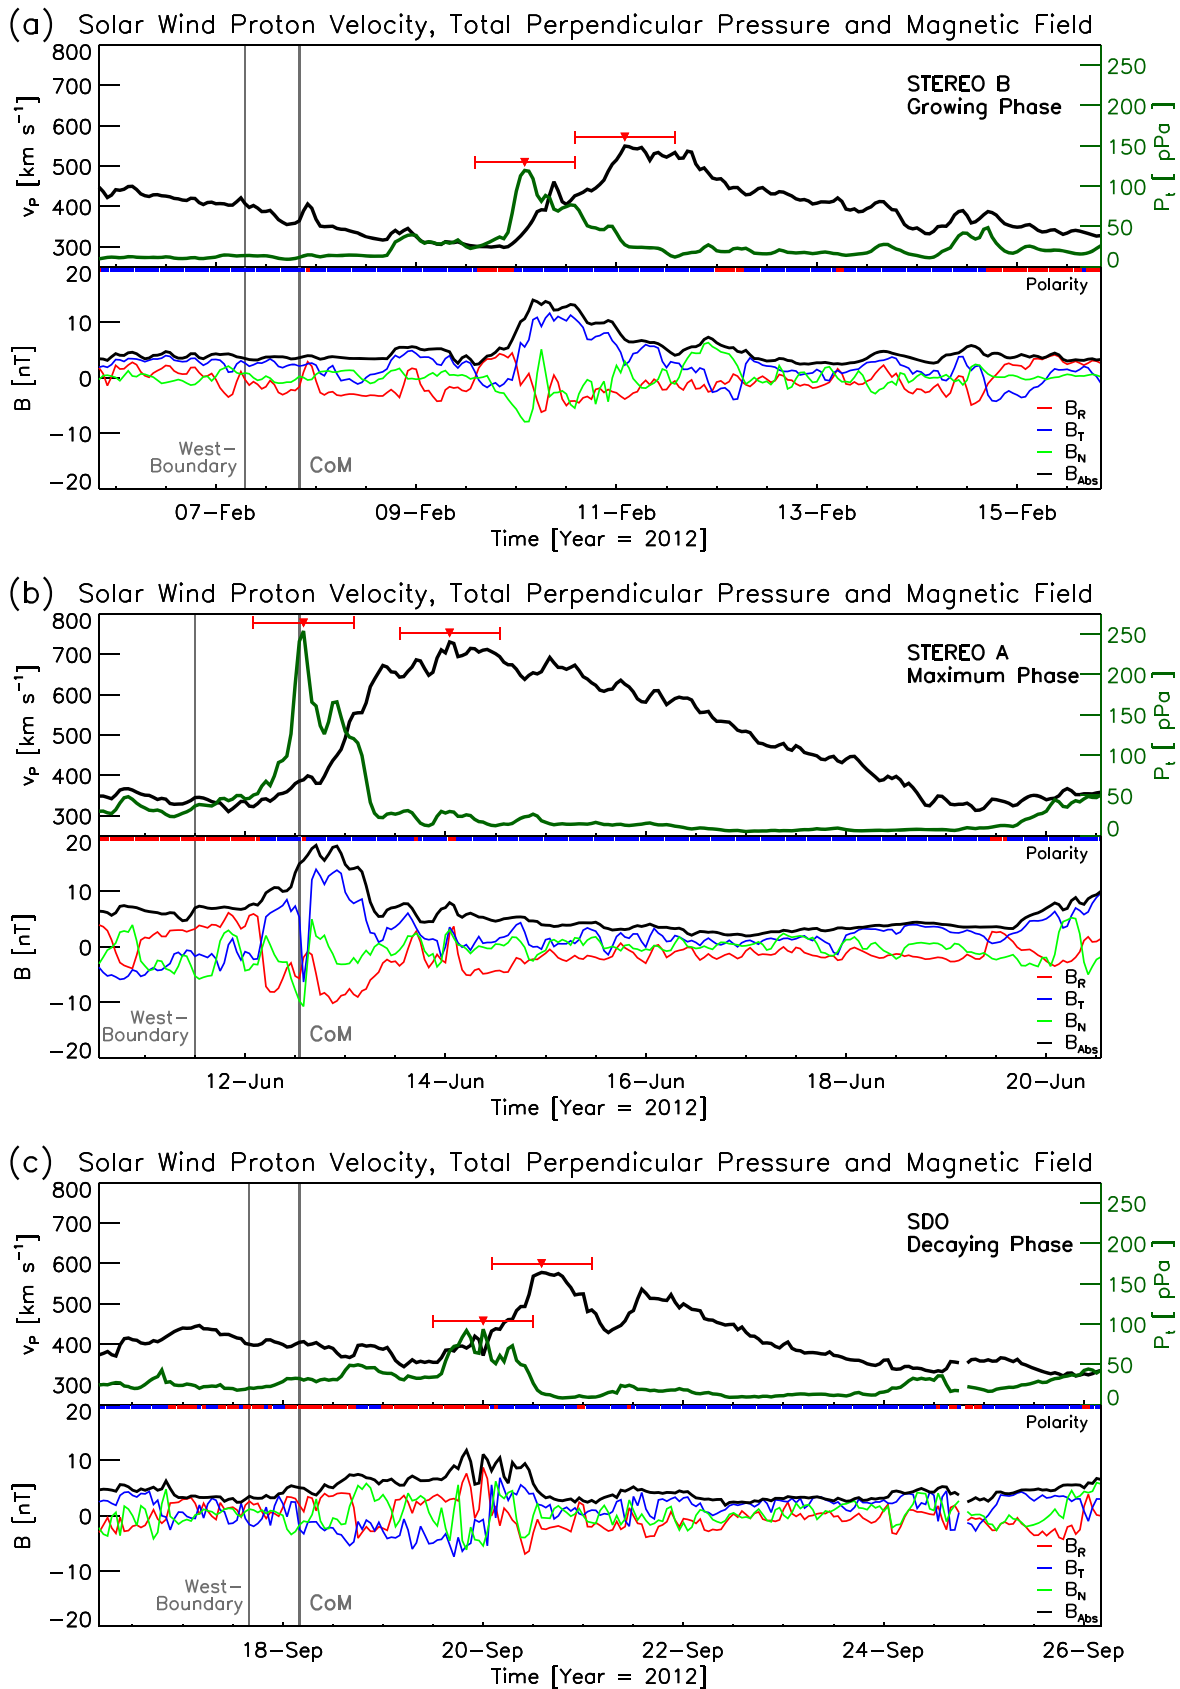 (a) Solar Wind Proton Velocity, Total Perpendicular Pressure and Magnetic Field
800
700
600
500
400
300
vP [km s−1]
250
200
150
100
50
0
Pt [ pPa ]
STEREO B
Growing Phase
20
10
0
−10
−20
B [nT]
Polarity
West−
Boundary
CoM
BR
BT
BN
BAbs
07−Feb 09−Feb 11−Feb 13−Feb 15−Feb
Time [Year = 2012]
(b) Solar Wind Proton Velocity, Total Perpendicular Pressure and Magnetic Field
800
700
600
500
400
300
vP [km s−1]
250
200
150
100
50
0
Pt [ pPa ]
STEREO A
Maximum Phase
20
10
0
−10
−20
B [nT]
Polarity
West−
Boundary
CoM
BR
BT
BN
BAbs
12−Jun 14−Jun 16−Jun 18−Jun 20−Jun
Time [Year = 2012]
(c) Solar Wind Proton Velocity, Total Perpendicular Pressure and Magnetic Field
800
700
600
500
400
300
vP [km s−1]
250
200
150
100
50
0
Pt [ pPa ]
SDO
Decaying Phase
20
10
0
−10
−20
B [nT]
Polarity
West−
Boundary
CoM
BR
BT
BN
BAbs
18−Sep 20−Sep 22−Sep 24−Sep 26−Sep
Time [Year = 2012]